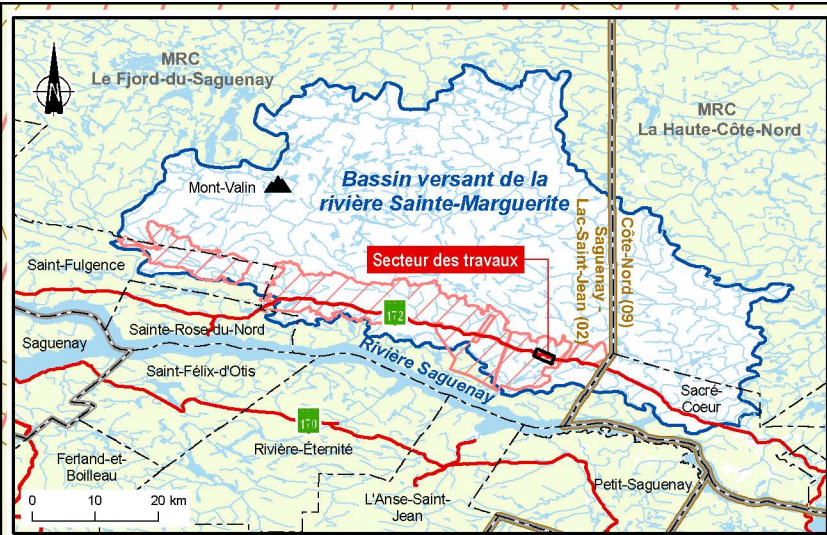 MRC
Le Fjord-du-Saguenay
MRC
La Haute-Côte-Nord
N
Mont-Valin
Bassin versant de la
rivière Sainte-Marguerite
Saguenay -
Lac-Saint-Jean (02)
Côte-Nord (09)
Secteur des travaux
Saint-Fulgence
172
Sainte-Rose-du-Nord
Saguenay
Rivière Saguenay
Saint-Félix-d'Otis
Sacré-
Coeur
170
Rivière-Éternité
Ferland-et-
Boilleau
Petit-Saguenay
L'Anse-Saint-
Jean
0 10 20 km